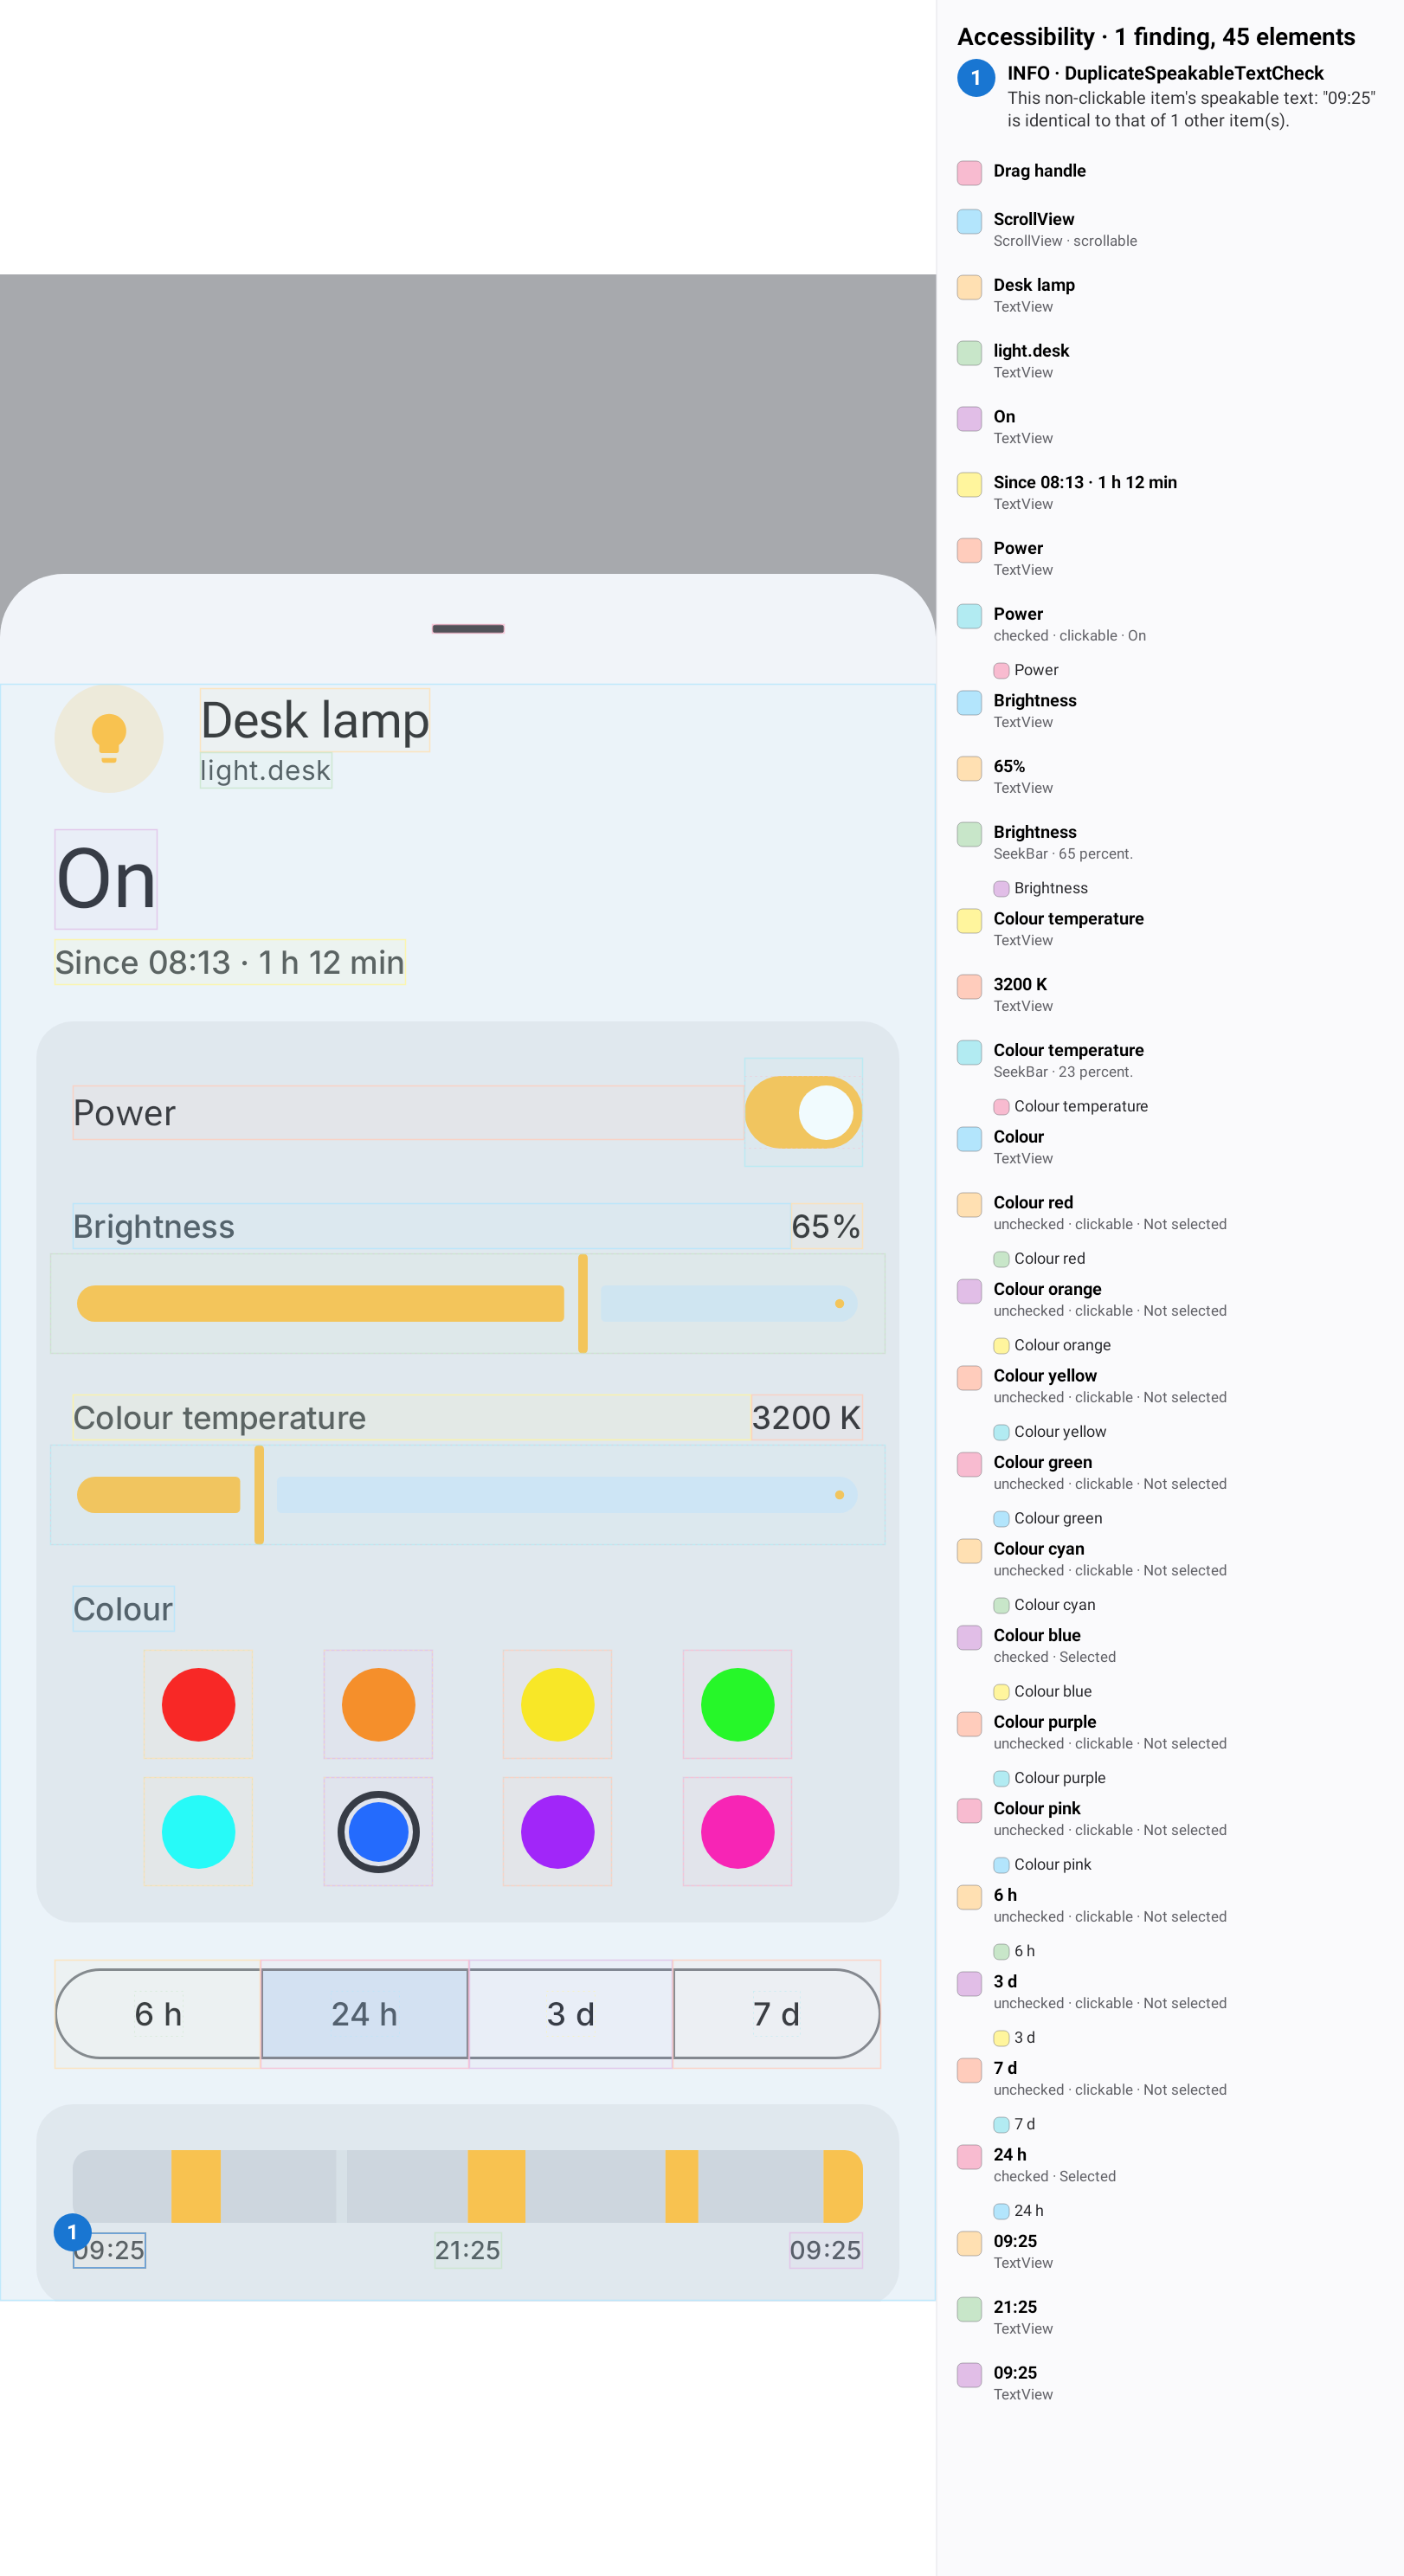 Desk lamp
light.desk
On
Since 08:13 · 1 h 12 min
Power
Brightness
65%
Colour temperature
3200 K
Colour
6 h
24 h
3 d
7 d
1
09:25
21:25
09:25
Accessibility · 1 finding, 45 elements
1
INFO · DuplicateSpeakableTextCheck
This non-clickable item's speakable text: "09:25"
is identical to that of 1 other item(s).
Drag handle
ScrollView
ScrollView · scrollable
Desk lamp
TextView
light.desk
TextView
On
TextView
Since 08:13 · 1 h 12 min
TextView
Power
TextView
Power
checked · clickable · On
Power
Brightness
TextView
65%
TextView
Brightness
SeekBar · 65 percent.
Brightness
Colour temperature
TextView
3200 K
TextView
Colour temperature
SeekBar · 23 percent.
Colour temperature
Colour
TextView
Colour red
unchecked · clickable · Not selected
Colour red
Colour orange
unchecked · clickable · Not selected
Colour orange
Colour yellow
unchecked · clickable · Not selected
Colour yellow
Colour green
unchecked · clickable · Not selected
Colour green
Colour cyan
unchecked · clickable · Not selected
Colour cyan
Colour blue
checked · Selected
Colour blue
Colour purple
unchecked · clickable · Not selected
Colour purple
Colour pink
unchecked · clickable · Not selected
Colour pink
6 h
unchecked · clickable · Not selected
6 h
3 d
unchecked · clickable · Not selected
3 d
7 d
unchecked · clickable · Not selected
7 d
24 h
checked · Selected
24 h
09:25
TextView
21:25
TextView
09:25
TextView